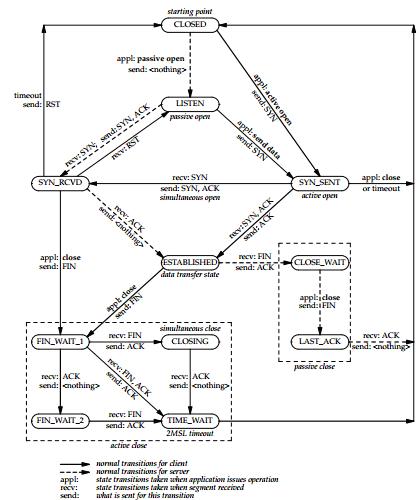 starting point
CLOSED
appl: passive open
send: <nothing>
appl: active open
send: SYN
timeout
send: RST
LISTEN
passive open
recv: SYN; send: SYN, ACK
recv: RST
appl: send data
send: SYN
recv: SYN
SYN_RCVD
SYN_SENT
appl: close
or timeout
send: SYN, ACK
simultaneous open
active open
recv: ACK
send: <nothing>
recv: SYN, ACK
send: ACK
appl: close
send: FIN
ESTABLISHED
data transfer state
recv: FIN
send: ACK
CLOSE_WAIT
appl: close
send: FIN
appl: close
send: FIN
LAST_ACK
recv: ACK
send: <nothing>
passive close
simultaneous close
FIN_WAIT_1
recv: FIN
send: ACK
CLOSING
recv: ACK
send: <nothing>
recv: FIN, ACK
send: ACK
recv: ACK
send: <nothing>
FIN_WAIT_2
recv: FIN
send: ACK
TIME_WAIT
2MSL timeout
active close
normal transitions for client
normal transitions for server
appl: state transitions taken when application issues operation
recv: state transitions taken when segment received
send: what is sent for this transition